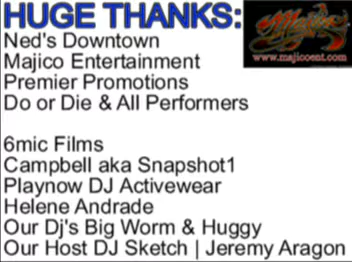 HUGE THANKS:
Ned's Downtown
Majico Entertainment
Premier Promotions
Do or Die & All Performers
6mic Films
Campbell aka Snapshot1
Playnow DJ Activewear
Helene Andrade
Our Dj's Big Worm & Huggy
Our Host DJ Sketch | Jeremy Aragon
Majico
www.majicoent.com